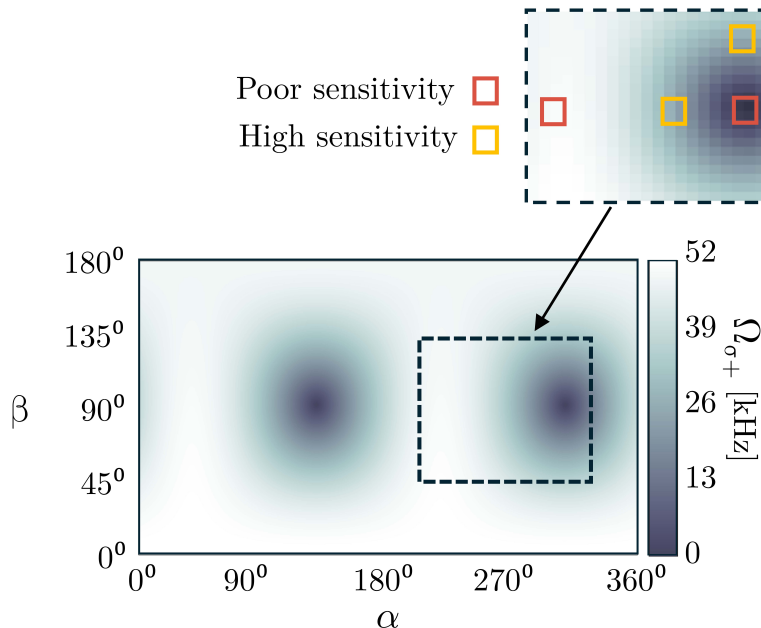 Poor sensitivity
High sensitivity
180⁰
135⁰
90⁰
45⁰
0⁰
β
0⁰ 90⁰ 180⁰ 270⁰ 360⁰
α
52
39
26
13
0
Ω_σ+ [kHz]